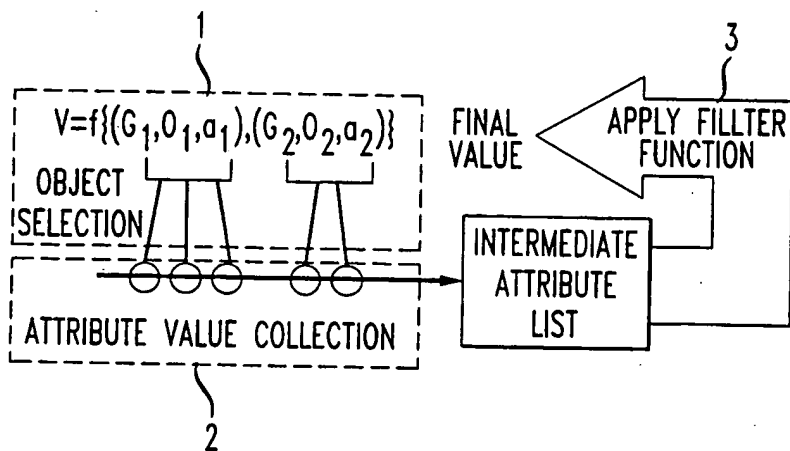 1
3
V=f{(G1,O1,a1),(G2,O2,a2)}
OBJECT
SELECTION
FINAL
VALUE
APPLY FILLTER
FUNCTION
ATTRIBUTE VALUE COLLECTION
INTERMEDIATE
ATTRIBUTE
LIST
2